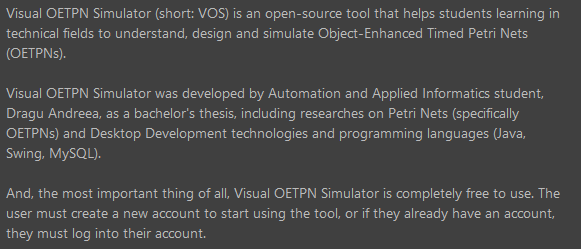 Visual OETPN Simulator (short: VOS) is an open-source tool that helps students learning in
technical fields to understand, design and simulate Object-Enhanced Timed Petri Nets
(OETPNs).
Visual OETPN Simulator was developed by Automation and Applied Informatics student,
Dragu Andreea, as a bachelor's thesis, including researches on Petri Nets (specifically
OETPNs) and Desktop Development technologies and programming languages (Java,
Swing, MySQL).
And, the most important thing of all, Visual OETPN Simulator is completely free to use. The
user must create a new account to start using the tool, or if they already have an account,
they must log into their account.